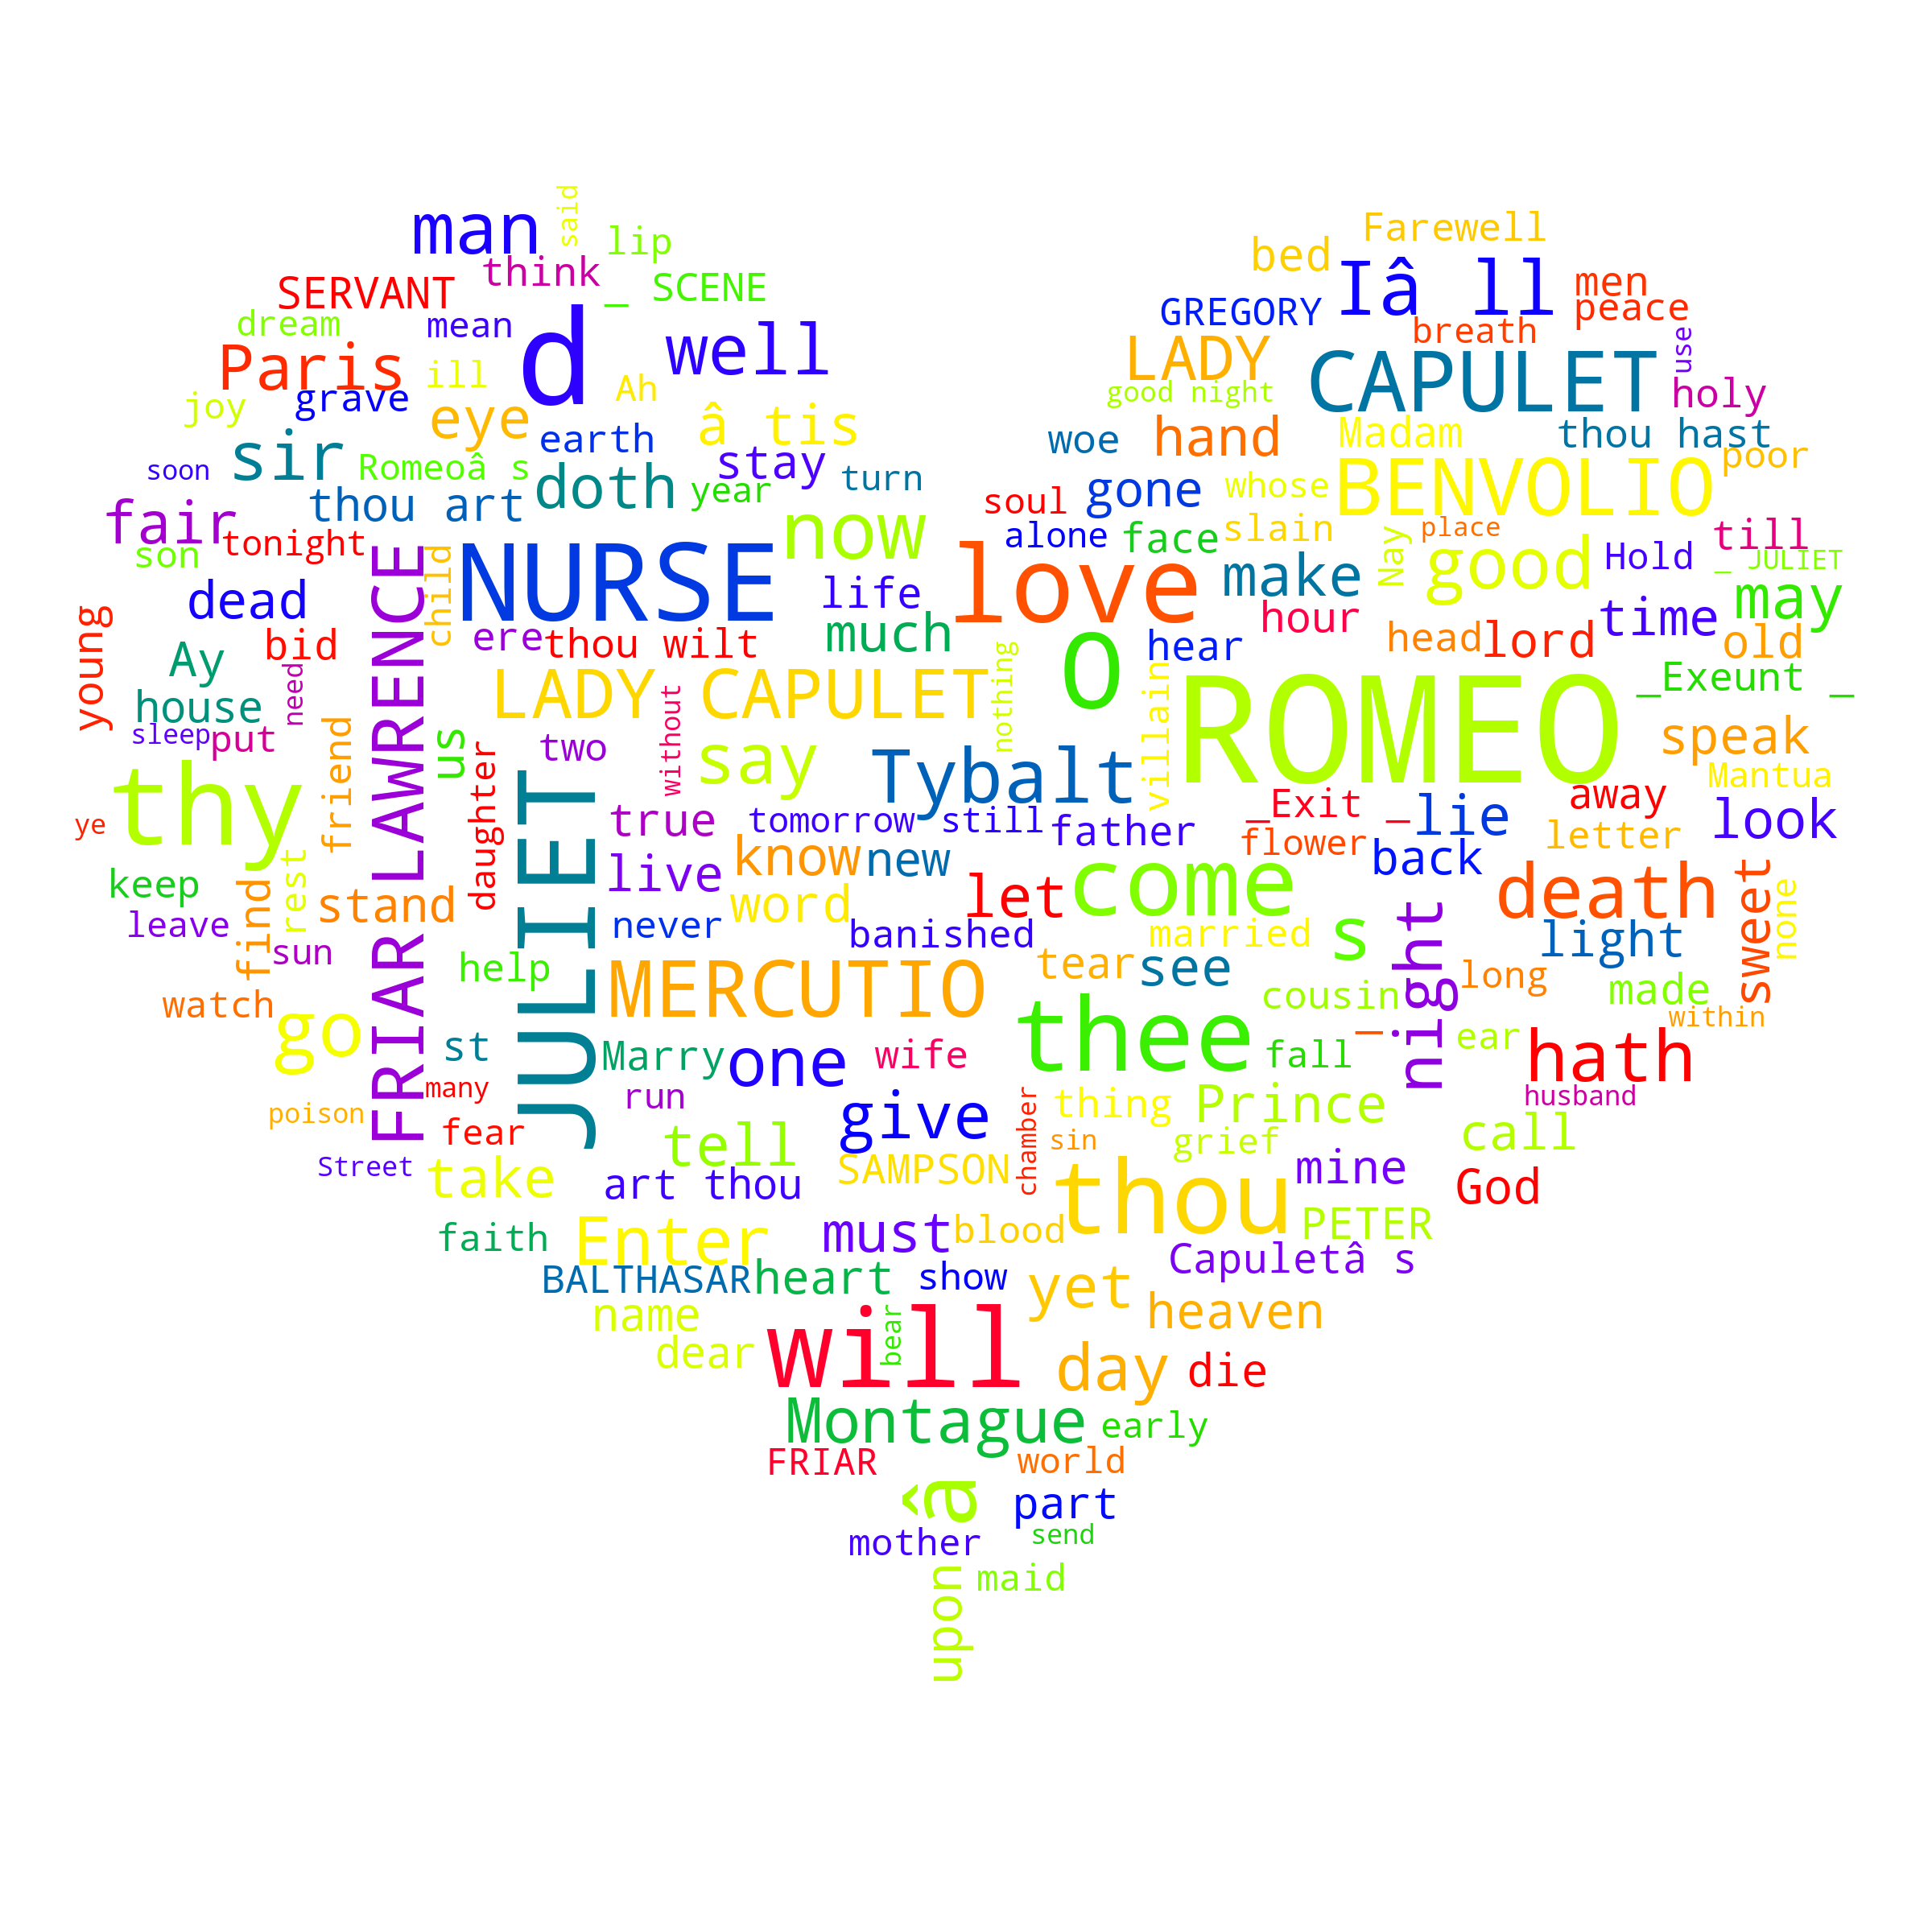 man
said
lip
think
SERVANT
_ SCENE
dream
mean
d
well
Paris
ill
Ah
grave
joy
eye
â tis
earth
sir
Romeoâ s
stay
soon
doth
year
turn
thou art
fair
now
son
tonight
Farewell
bed
Iâ ll
men
peace
GREGORY
breath
use
LADY
CAPULET
good night
holy
woe
hand
Madam
thou hast
poor
BENVOLIO
gone
whose
soul
alone
face
slain
place
Nay
good
Hold
till
_ JULIET
FRIAR LAWRENCE
child
NURSE
life
love
make
may
dead
hour
time
young
Ay
bid
ere
thou wilt
much
o
hear
head
lord
old
need
house
LADY CAPULET
nothing
villain
ROMEO
_Exeunt _
sleep
put
friend
us
two
without
say
Tybalt
speak
Mantua
thy
daughter
JULIET
ye
true
tomorrow
still
father
_Exit _
lie
away
look
flower
letter
keep
rest
live
know
new
back
find
stand
word
let
come
death
sweet
none
leave
never
banished
married
s
night
light
sun
help
tear
see
long
watch
MERCUTIO
cousin
made
within
go
thee
_
ear
hath
st
Marry
one
wife
fall
many
run
husband
poison
give
chamber
thing
Prince
fear
tell
sin
grief
call
Street
take
art thou
SAMPSON
thou
mine
God
faith
Enter
must
blood
PETER
BALTHASAR
heart
show
yet
Capuletâ s
name
will
bear
heaven
dear
day
die
Montague
early
FRIAR
world
â
part
mother
send
upon
maid